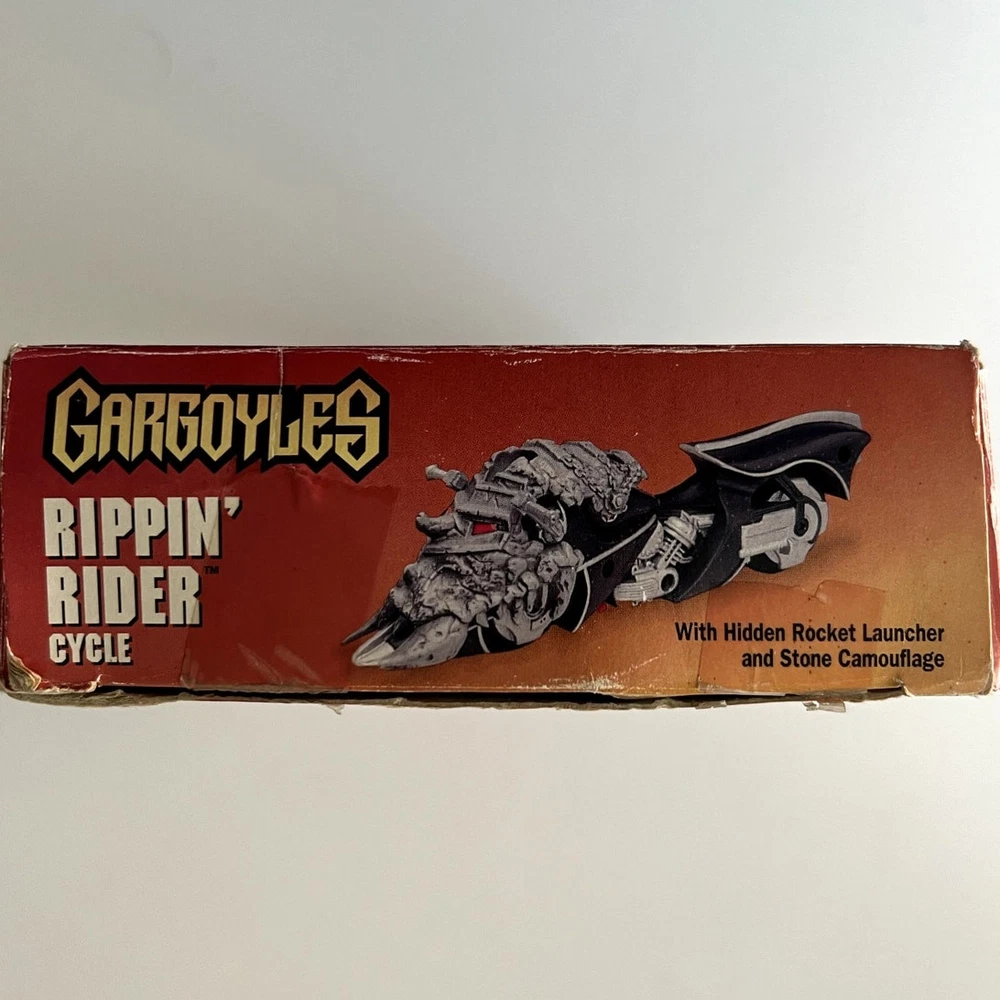 GARGOYLES
RIPPIN'
RIDER™
CYCLE
With Hidden Rocket Launcher
and Stone Camouflage